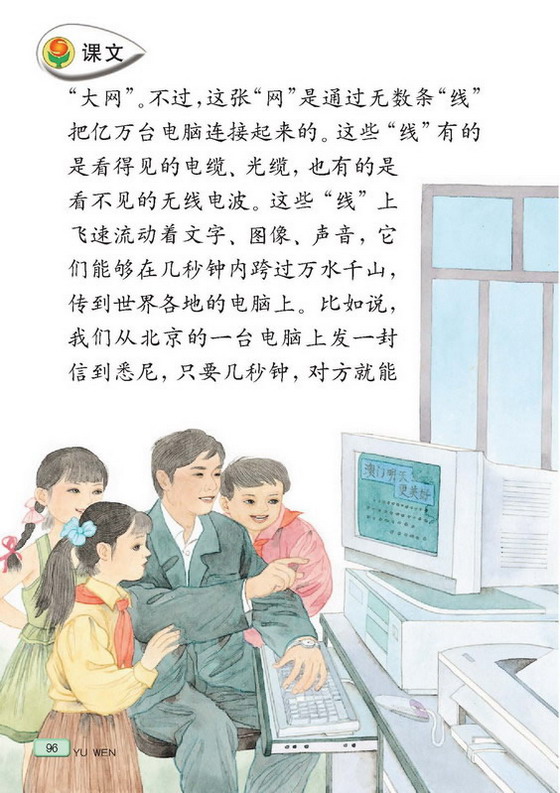 课文
“大网”。不过,这张“网”是通过无数条“线”
把亿万台电脑连接起来的。这些“线”有的
是看得见的电缆、光缆,也有的是
看不见的无线电波。这些“线”上
飞速流动着文字、图像、声音,它
们能够在几秒钟内跨过万水千山,
传到世界各地的电脑上。比如说,
我们从北京的一台电脑上发一封
信到悉尼,只要几秒钟,对方就能
澳门明天
更美好
96 YU WEN